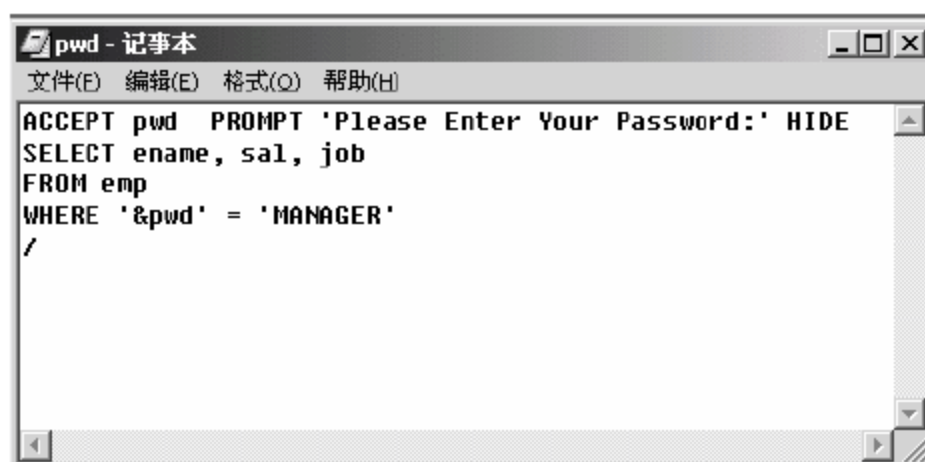 pwd - 记事本
文件(F) 编辑(E) 格式(O) 帮助(H)
ACCEPT pwd  PROMPT 'Please Enter Your Password:' HIDE
SELECT ename, sal, job
FROM emp
WHERE '&pwd' = 'MANAGER'
/